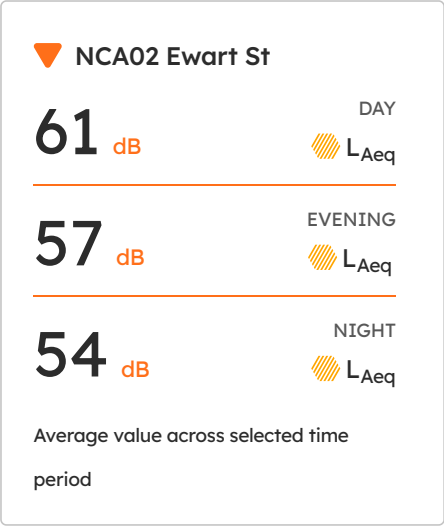 NCA02 Ewart St
DAY
61 dB
LAeq
EVENING
57 dB
LAeq
NIGHT
54 dB
LAeq
Average value across selected time
period